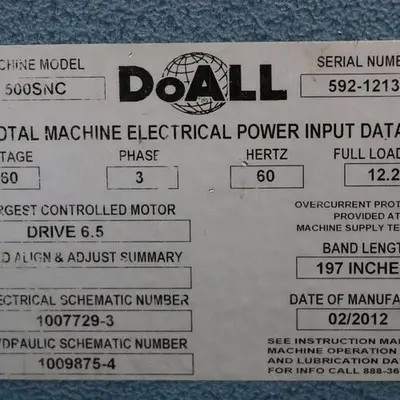 CHINE MODEL
500SNC
DOALL
SERIAL NUMBE
592-1213
OTAL MACHINE ELECTRICAL POWER INPUT DATA
TAGE PHASE HERTZ FULL LOAD
60 3 60 12.2
RGEST CONTROLLED MOTOR
DRIVE 6.5
OVERCURRENT PROT
PROVIDED AT
MACHINE SUPPLY TE
D ALIGN & ADJUST SUMMARY
BAND LENGT
197 INCHE
ECTRICAL SCHEMATIC NUMBER
1007729-3
DATE OF MANUFA
02/2012
YDRAULIC SCHEMATIC NUMBER
1009875-4
SEE INSTRUCTION MA
MACHINE OPERATION
AND LUBRICATION DA
FOR INFO CALL 888-36